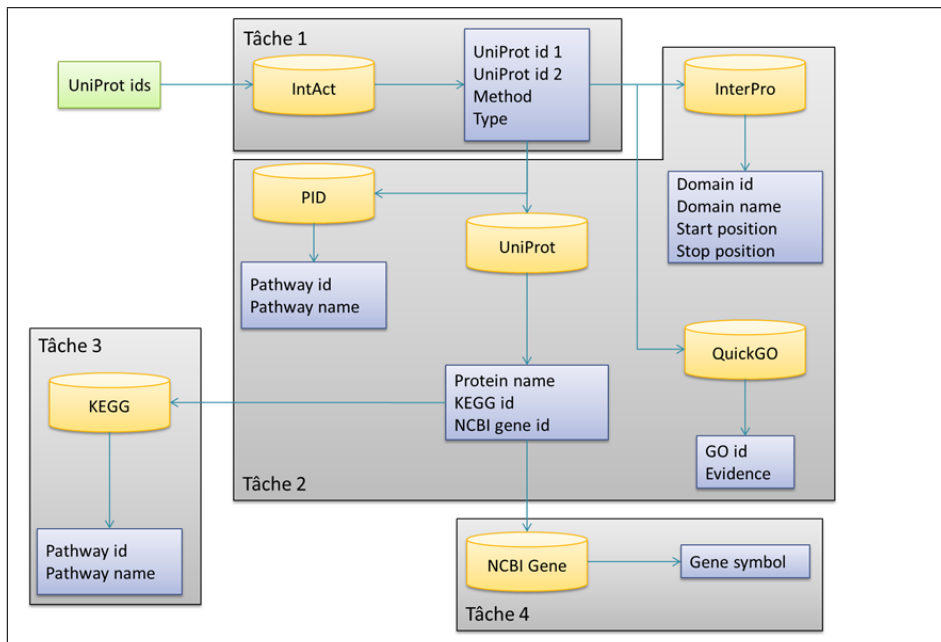 Tâche 1
UniProt ids
IntAct
UniProt id 1
UniProt id 2
Method
Type
InterPro
Domain id
Domain name
Start position
Stop position
PID
UniProt
Pathway id
Pathway name
Tâche 3
KEGG
Protein name
KEGG id
NCBI gene id
QuickGO
GO id
Evidence
Tâche 2
Pathway id
Pathway name
NCBI Gene
Gene symbol
Tâche 4